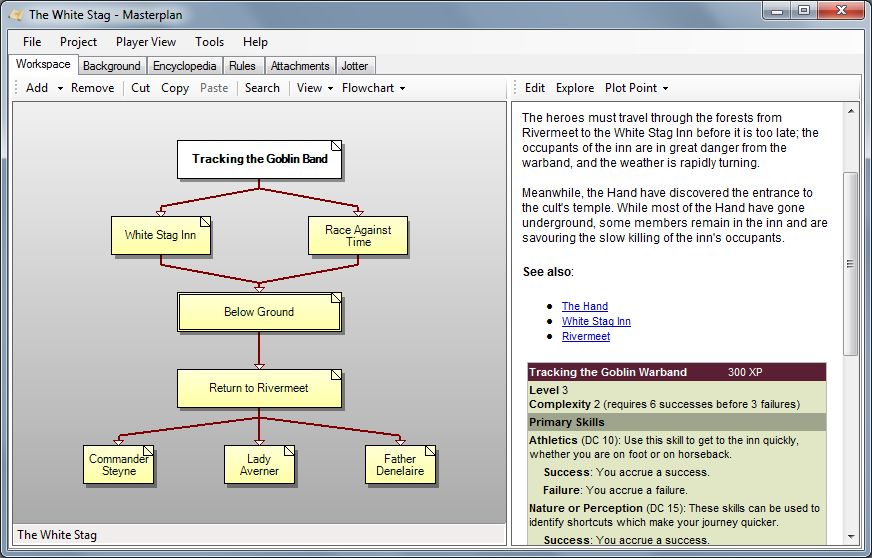 The White Stag - Masterplan
File Project Player View Tools Help
Workspace Background Encyclopedia Rules Attachments Jotter
Add Remove Cut Copy Paste Search View Flowchart
Tracking the Goblin Band
White Stag Inn
Race Against
Time
Below Ground
Return to Rivermeet
Commander
Steyne
Lady
Averner
Father
Denelaire
The White Stag
Edit Explore Plot Point
The heroes must travel through the forests from
Rivermeet to the White Stag Inn before it is too late; the
occupants of the inn are in great danger from the
warband, and the weather is rapidly turning.
Meanwhile, the Hand have discovered the entrance to
the cult's temple. While most of the Hand have gone
underground, some members remain in the inn and are
savouring the slow killing of the inn's occupants.
See also:
• The Hand
• White Stag Inn
• Rivermeet
Tracking the Goblin Warband 300 XP
Level 3
Complexity 2 (requires 6 successes before 3 failures)
Primary Skills
Athletics (DC 10): Use this skill to get to the inn quickly,
whether you are on foot or on horseback.
Success: You accrue a success.
Failure: You accrue a failure.
Nature or Perception (DC 15): These skills can be used to
identify shortcuts which make your journey quicker.
Success: You accrue a success.